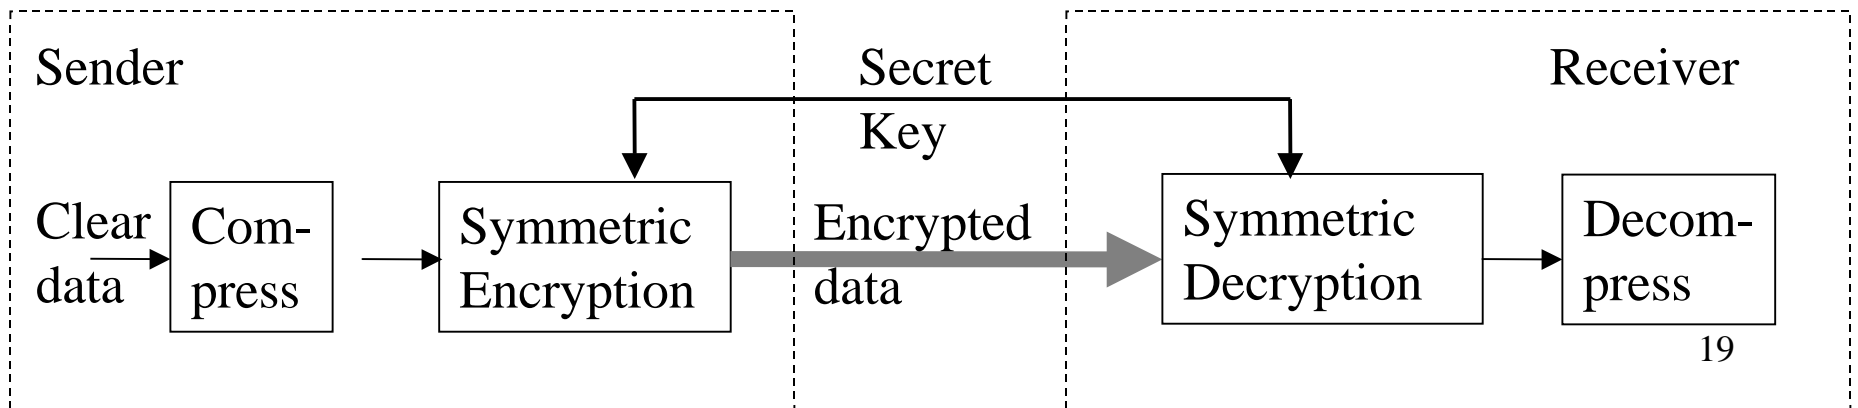 Sender
Secret
Key
Receiver
Clear
data
Com-
press
Symmetric
Encryption
Encrypted
data
Symmetric
Decryption
Decom-
press
19